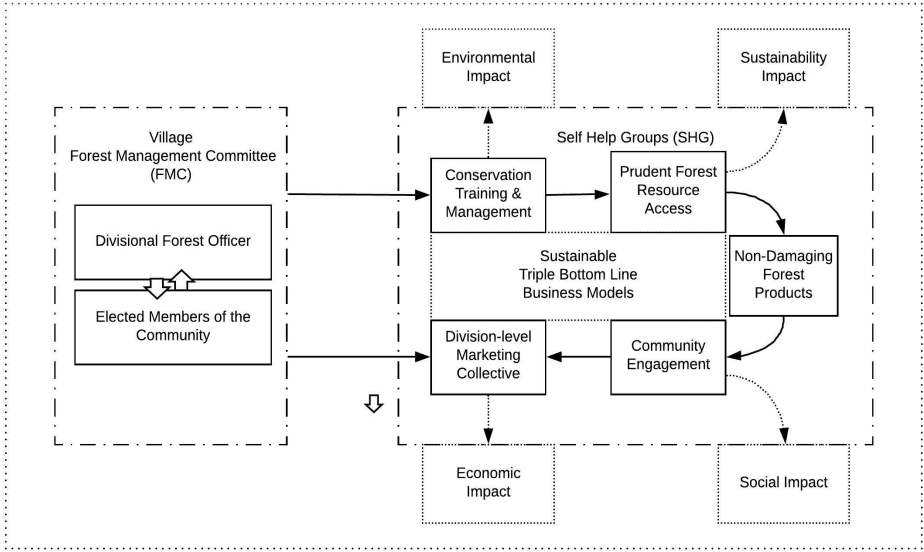 Environmental
Impact
Sustainability
Impact
Village
Forest Management Committee
(FMC)
Divisional Forest Officer
Elected Members of the
Community
Self Help Groups (SHG)
Conservation
Training &
Management
Prudent Forest
Resource
Access
Sustainable
Triple Bottom Line
Business Models
Non-Damaging
Forest
Products
Division-level
Marketing
Collective
Community
Engagement
Economic
Impact
Social Impact